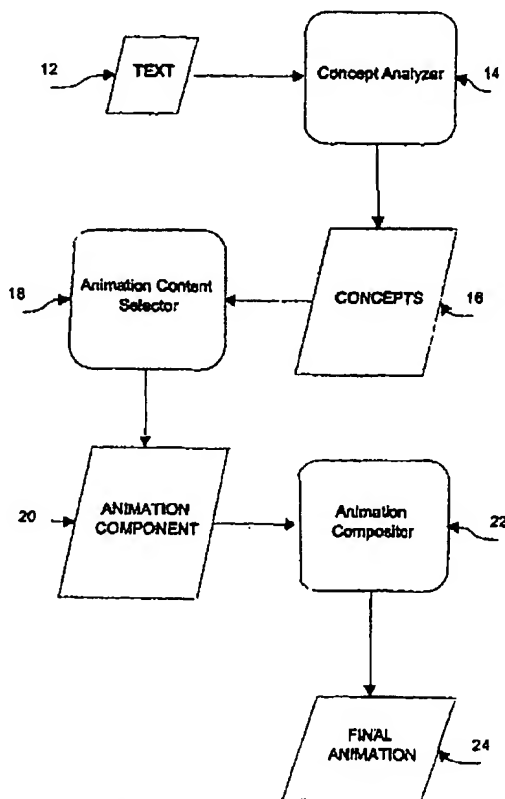 12
TEXT
Concept Analyzer
14
18
Animation Content
Selector
CONCEPTS
16
20
ANIMATION
COMPONENT
Animation
Compositer
22
FINAL
ANIMATION
24